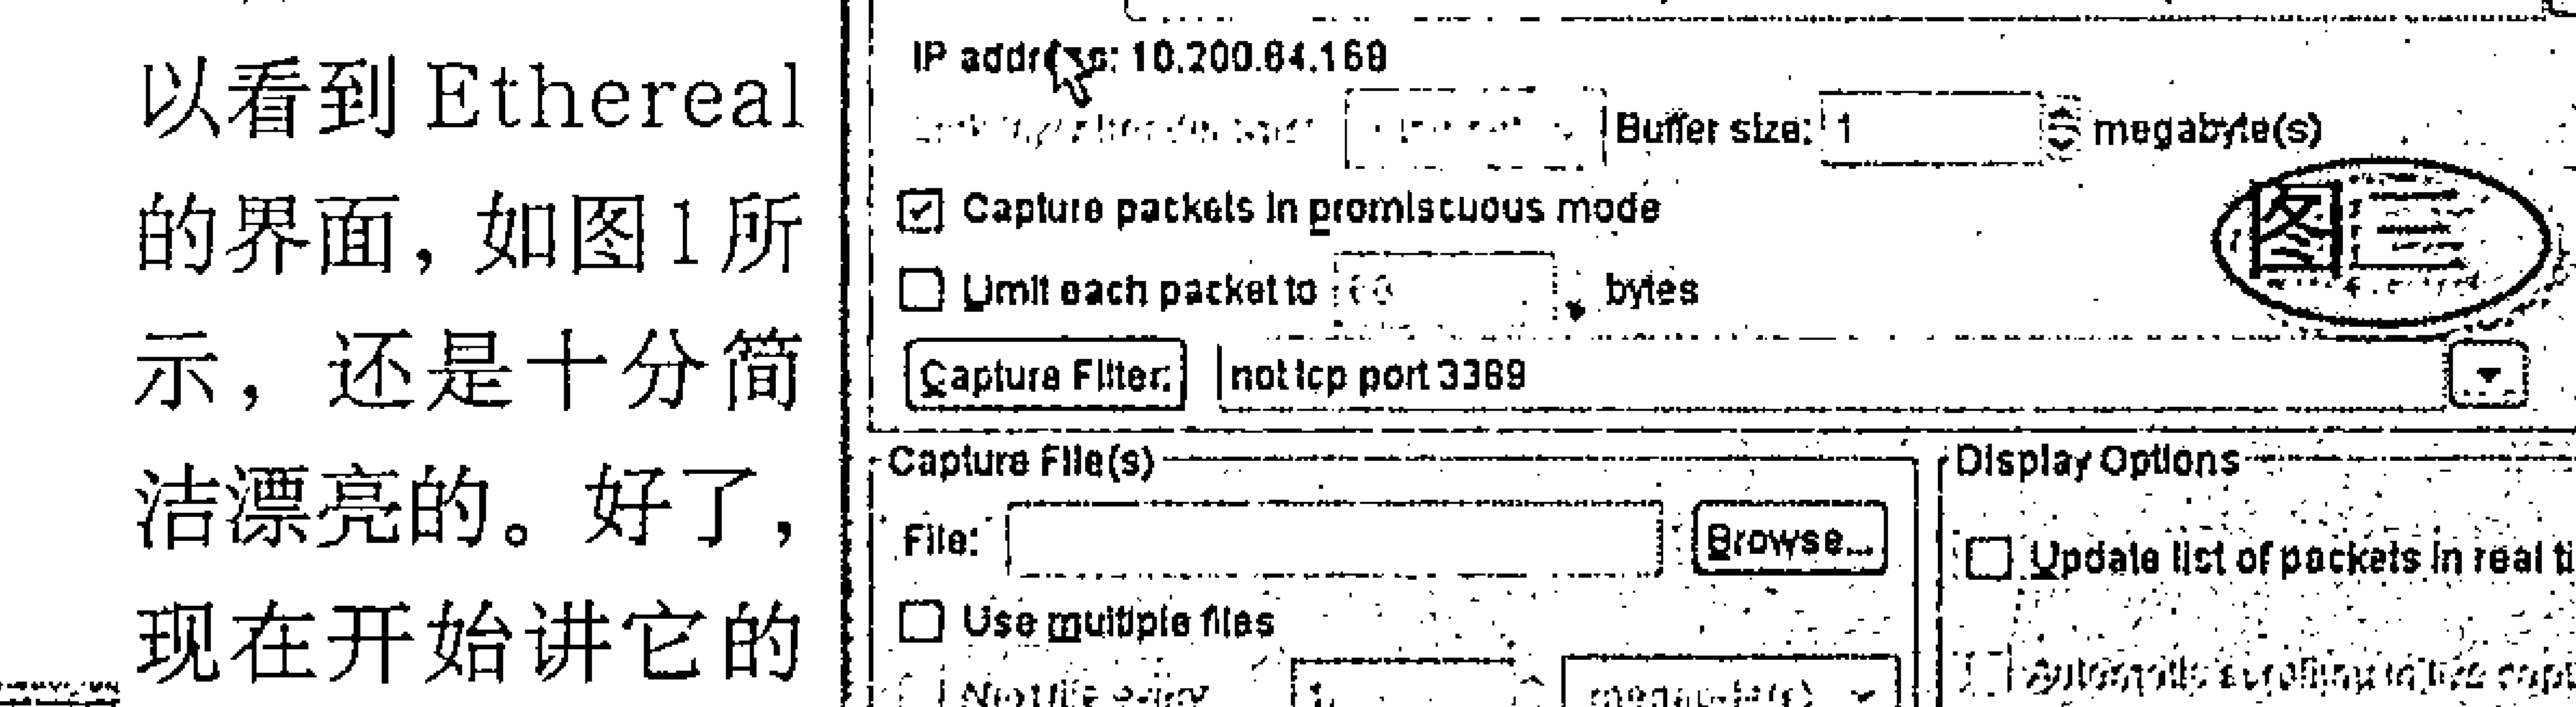 以看到 Ethereal
的界面，如图1所
示，还是十分简
洁漂亮的。好了，
现在开始讲它的
IP address: 10.200.64.169
Buffer size: 1 megabyte(s)
Capture packets in promiscuous mode
图三
Limit each packet to 68 bytes
Capture Filter: not tcp port 3389
Capture File(s)
File: Browse...
Use multiple files
Display Options
Update list of packets in real ti